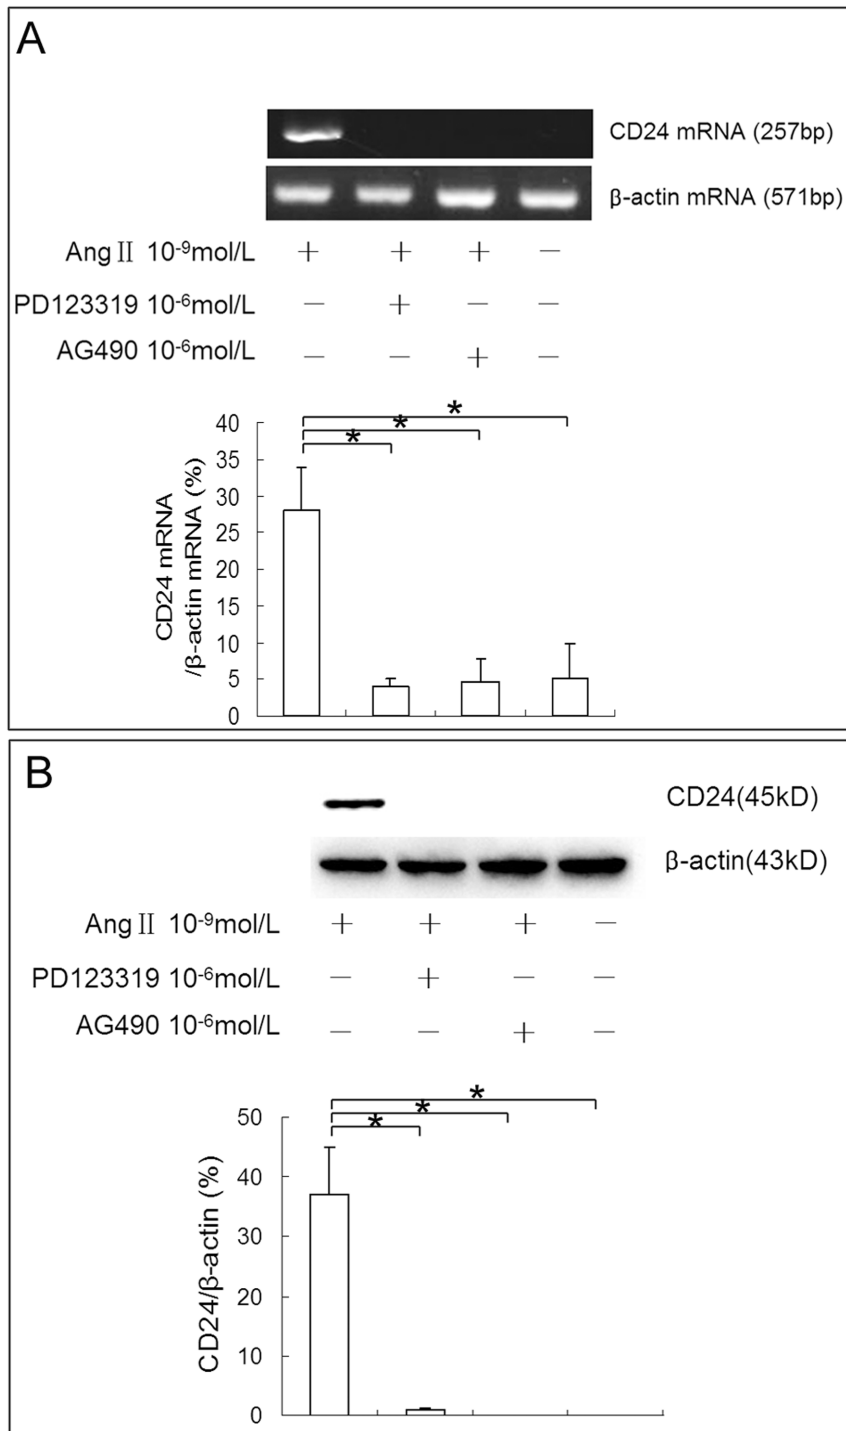 A
CD24 mRNA (257bp)
β-actin mRNA (571bp)
Ang Ⅱ 10⁻⁹mol/L + + + −
PD123319 10⁻⁶mol/L − + − −
AG490 10⁻⁶mol/L − − + −
*
*
*
CD24 mRNA
/β-actin mRNA (%)
40
35
30
25
20
15
10
5
0
B
CD24(45kD)
β-actin(43kD)
Ang Ⅱ 10⁻⁹mol/L + + + −
PD123319 10⁻⁶mol/L − + − −
AG490 10⁻⁶mol/L − − + −
*
*
*
CD24/β-actin (%)
50
40
30
20
10
0